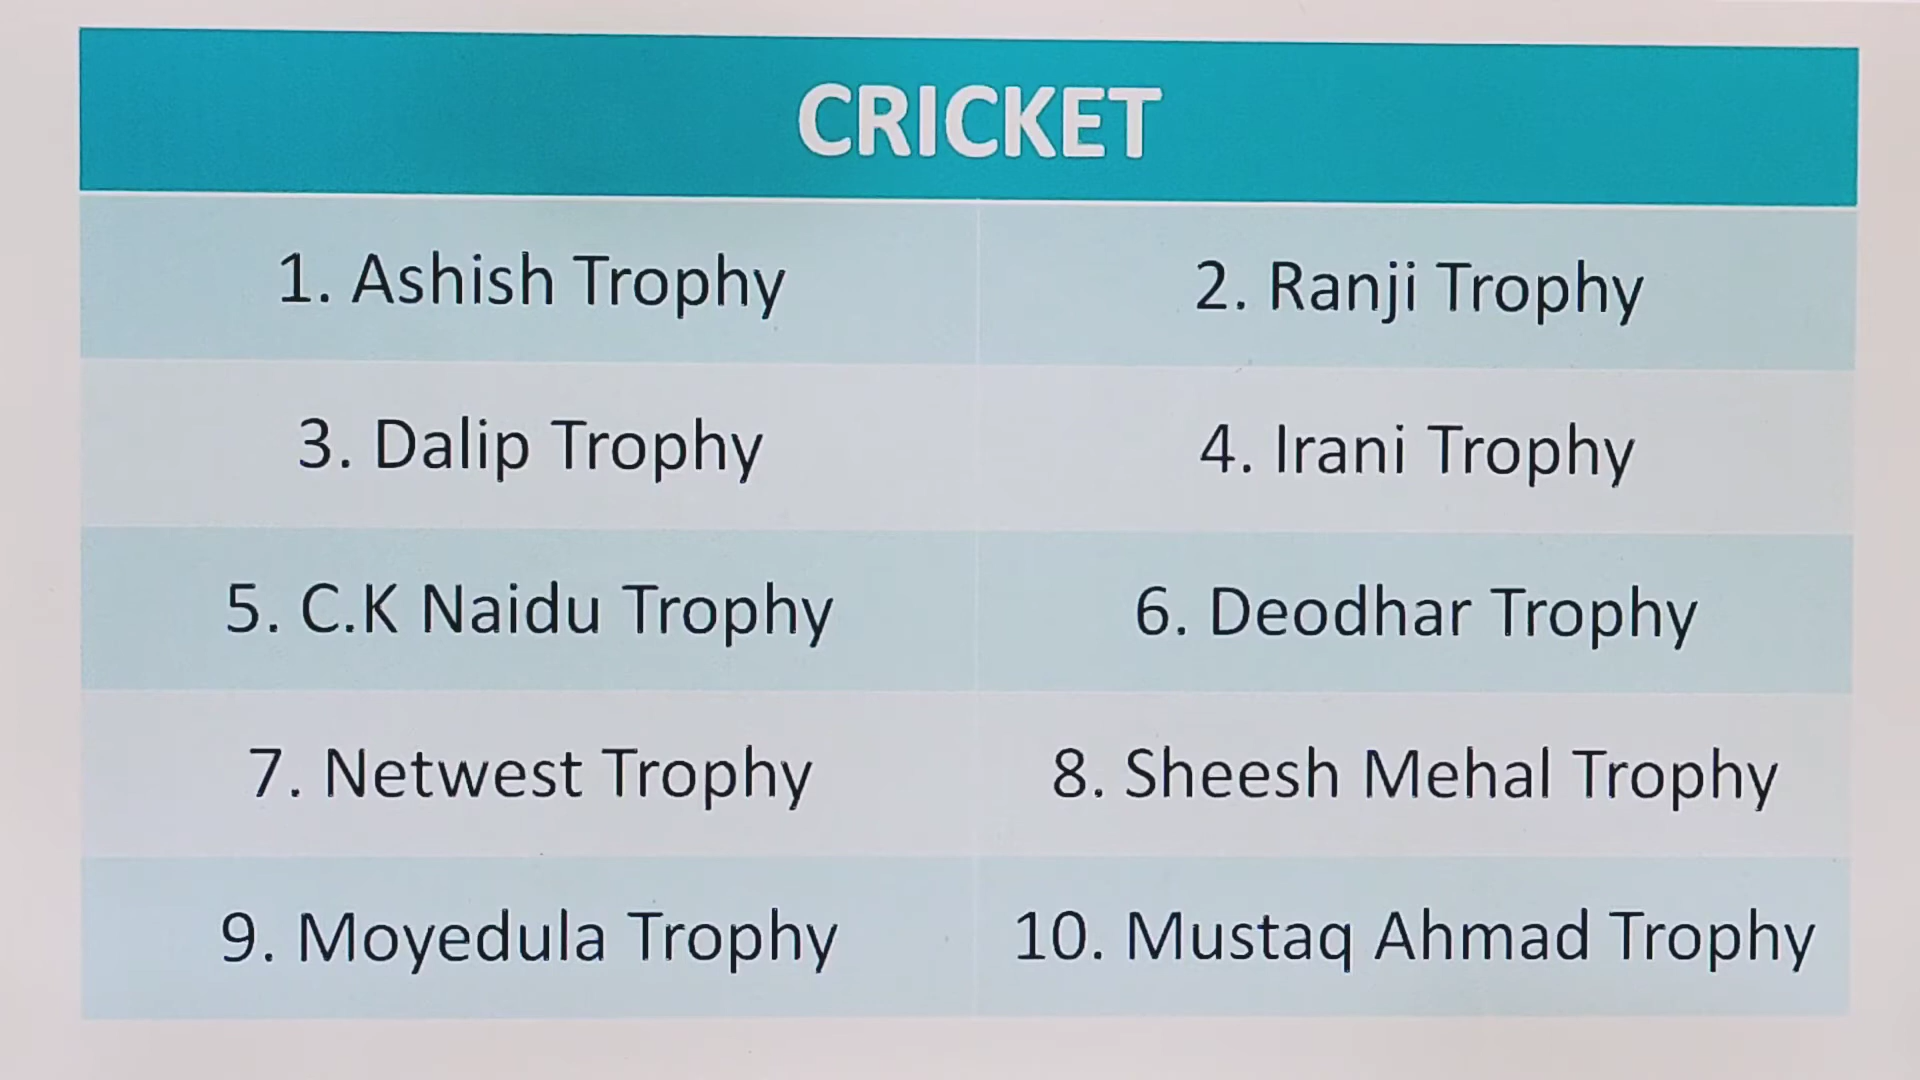 CRICKET
1. Ashish Trophy
2. Ranji Trophy
3. Dalip Trophy
4. Irani Trophy
5. C.K Naidu Trophy
6. Deodhar Trophy
7. Netwest Trophy
8. Sheesh Mehal Trophy
9. Moyedula Trophy
10. Mustaq Ahmad Trophy